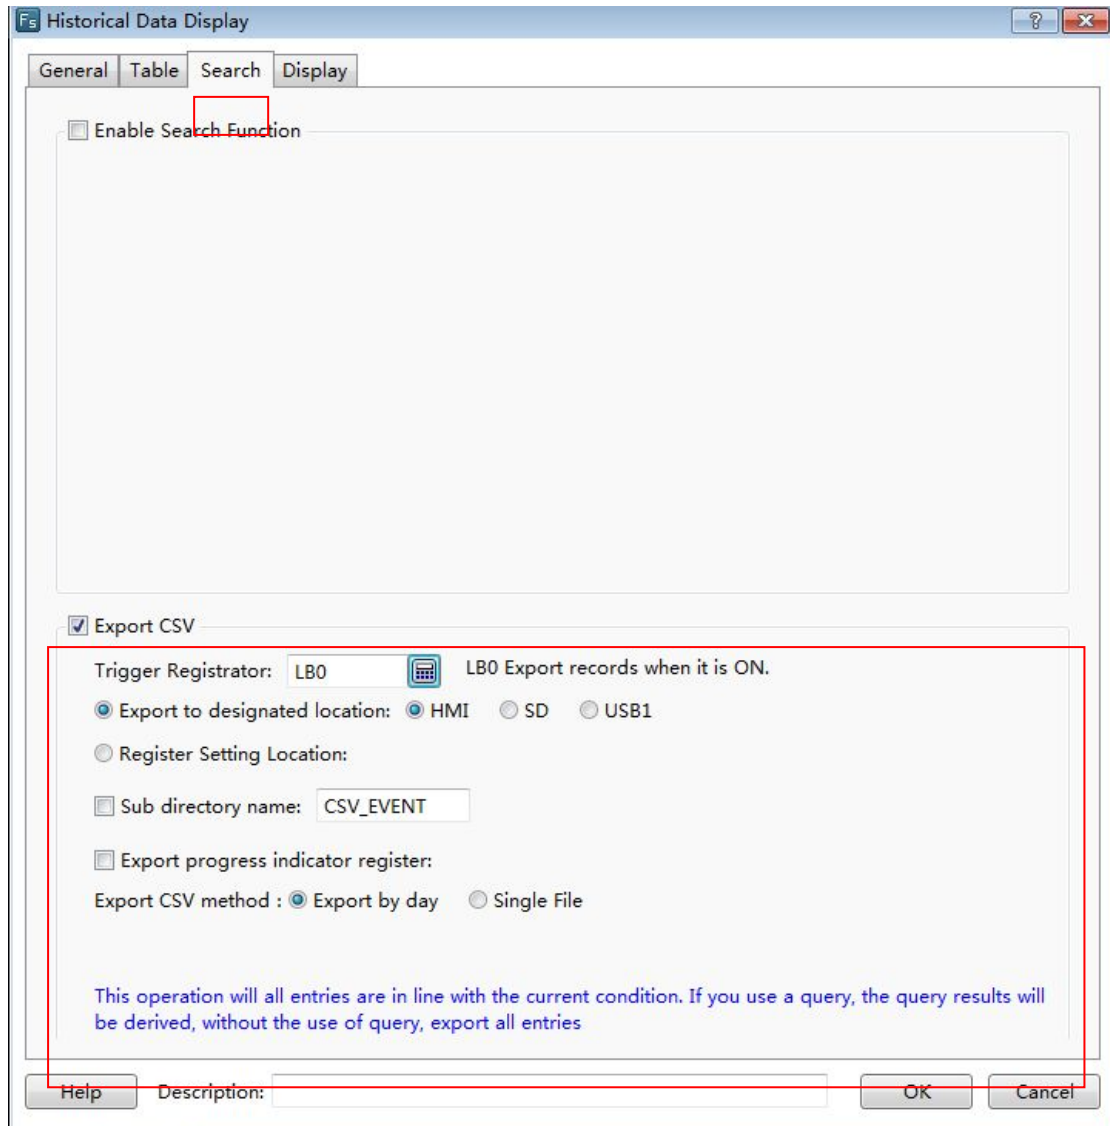 Fs Historical Data Display
General Table Search Display
Enable Search Function
Export CSV
Trigger Registrator: LB0 LB0 Export records when it is ON.
Export to designated location: HMI SD USB1
Register Setting Location:
Sub directory name: CSV_EVENT
Export progress indicator register:
Export CSV method : Export by day Single File
This operation will all entries are in line with the current condition. If you use a query, the query results will
be derived, without the use of query, export all entries
Help Description: OK Cancel